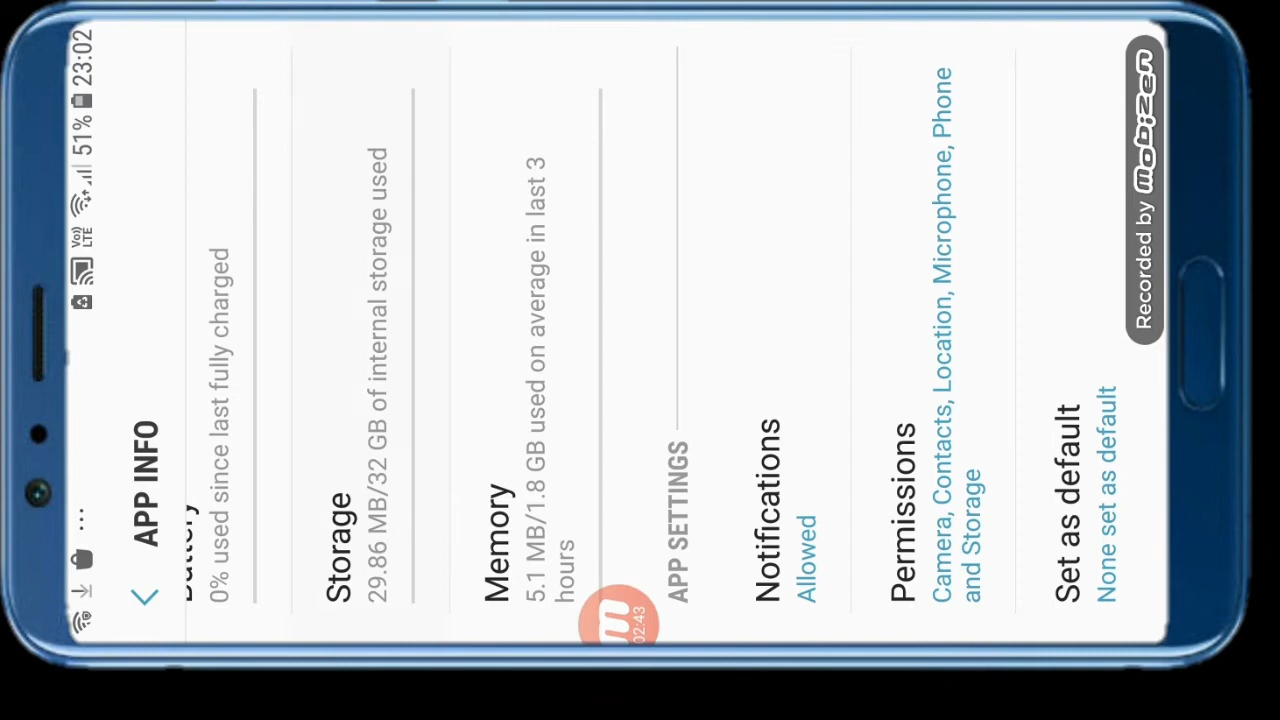 ... 51% 23:02
Vo)
LTE
APP INFO
Battery
0% used since last fully charged
Storage
29.86 MB/32 GB of internal storage used
Memory
5.1 MB/1.8 GB used on average in last 3
hours
APP SETTINGS
Notifications
Allowed
Permissions
Camera, Contacts, Location, Microphone, Phone
and Storage
Set as default
None set as default
m
02:43
Recorded by mobizen